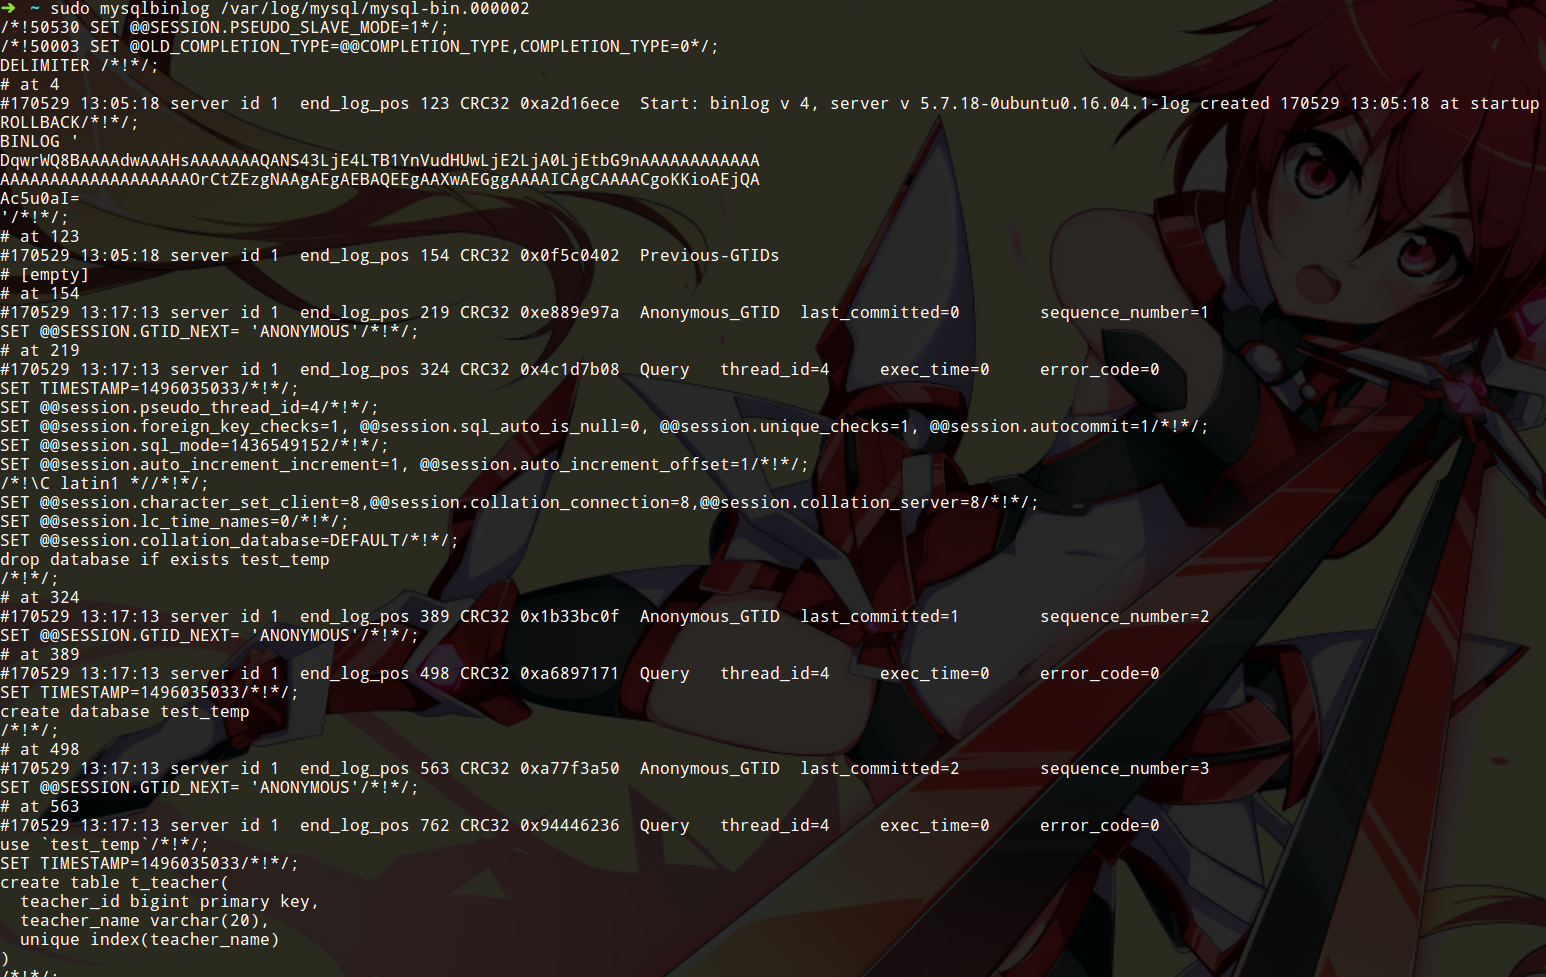 ➜  ~ sudo mysqlbinlog /var/log/mysql/mysql-bin.000002
/*!50530 SET @@SESSION.PSEUDO_SLAVE_MODE=1*/;
/*!50003 SET @OLD_COMPLETION_TYPE=@@COMPLETION_TYPE,COMPLETION_TYPE=0*/;
DELIMITER /*!*/;
# at 4
#170529 13:05:18 server id 1  end_log_pos 123 CRC32 0xa2d16ece  Start: binlog v 4, server v 5.7.18-0ubuntu0.16.04.1-log created 170529 13:05:18 at startup
ROLLBACK/*!*/;
BINLOG '
DqwrWQ8BAAAAdwAAAHsAAAAAAAQANS43LjE4LTB1YnVudHUwLjE2LjA0LjEtbG9nAAAAAAAAAAAA
AAAAAAAAAAAAAAAAAAAOrCtZEzgNAAgAEgAEBAQEEgAAXwAEGggAAAAICAgCAAAACgoKKioAEjQA
Ac5u0aI=
'/*!*/;
# at 123
#170529 13:05:18 server id 1  end_log_pos 154 CRC32 0x0f5c0402  Previous-GTIDs
# [empty]
# at 154
#170529 13:17:13 server id 1  end_log_pos 219 CRC32 0xe889e97a  Anonymous_GTID  last_committed=0        sequence_number=1
SET @@SESSION.GTID_NEXT= 'ANONYMOUS'/*!*/;
# at 219
#170529 13:17:13 server id 1  end_log_pos 324 CRC32 0x4c1d7b08  Query   thread_id=4     exec_time=0     error_code=0
SET TIMESTAMP=1496035033/*!*/;
SET @@session.pseudo_thread_id=4/*!*/;
SET @@session.foreign_key_checks=1, @@session.sql_auto_is_null=0, @@session.unique_checks=1, @@session.autocommit=1/*!*/;
SET @@session.sql_mode=1436549152/*!*/;
SET @@session.auto_increment_increment=1, @@session.auto_increment_offset=1/*!*/;
/*!\C latin1 *//*!*/;
SET @@session.character_set_client=8,@@session.collation_connection=8,@@session.collation_server=8/*!*/;
SET @@session.lc_time_names=0/*!*/;
SET @@session.collation_database=DEFAULT/*!*/;
drop database if exists test_temp
/*!*/;
# at 324
#170529 13:17:13 server id 1  end_log_pos 389 CRC32 0x1b33bc0f  Anonymous_GTID  last_committed=1        sequence_number=2
SET @@SESSION.GTID_NEXT= 'ANONYMOUS'/*!*/;
# at 389
#170529 13:17:13 server id 1  end_log_pos 498 CRC32 0xa6897171  Query   thread_id=4     exec_time=0     error_code=0
SET TIMESTAMP=1496035033/*!*/;
create database test_temp
/*!*/;
# at 498
#170529 13:17:13 server id 1  end_log_pos 563 CRC32 0xa77f3a50  Anonymous_GTID  last_committed=2        sequence_number=3
SET @@SESSION.GTID_NEXT= 'ANONYMOUS'/*!*/;
# at 563
#170529 13:17:13 server id 1  end_log_pos 762 CRC32 0x94446236  Query   thread_id=4     exec_time=0     error_code=0
use `test_temp`/*!*/;
SET TIMESTAMP=1496035033/*!*/;
create table t_teacher(
  teacher_id bigint primary key,
  teacher_name varchar(20),
  unique index(teacher_name)
)
/*!*/;